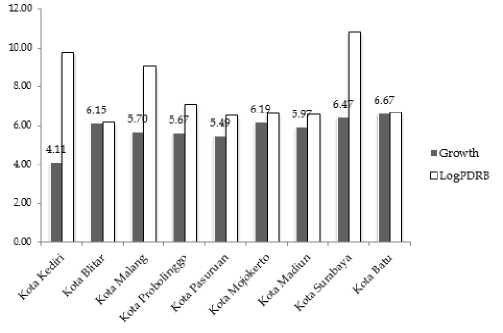 12.00
10.00
8.00
6.00
4.00
2.00
0.00
4.11
6.15
5.70
5.67
5.49
6.19
5.97
6.47
6.67
Kota Kediri
Kota Blitar
Kota Malang
Kota Probolinggo
Kota Pasuruan
Kota Mojokerto
Kota Madiun
Kota Surabaya
Kota Batu
Growth
LogPDRB